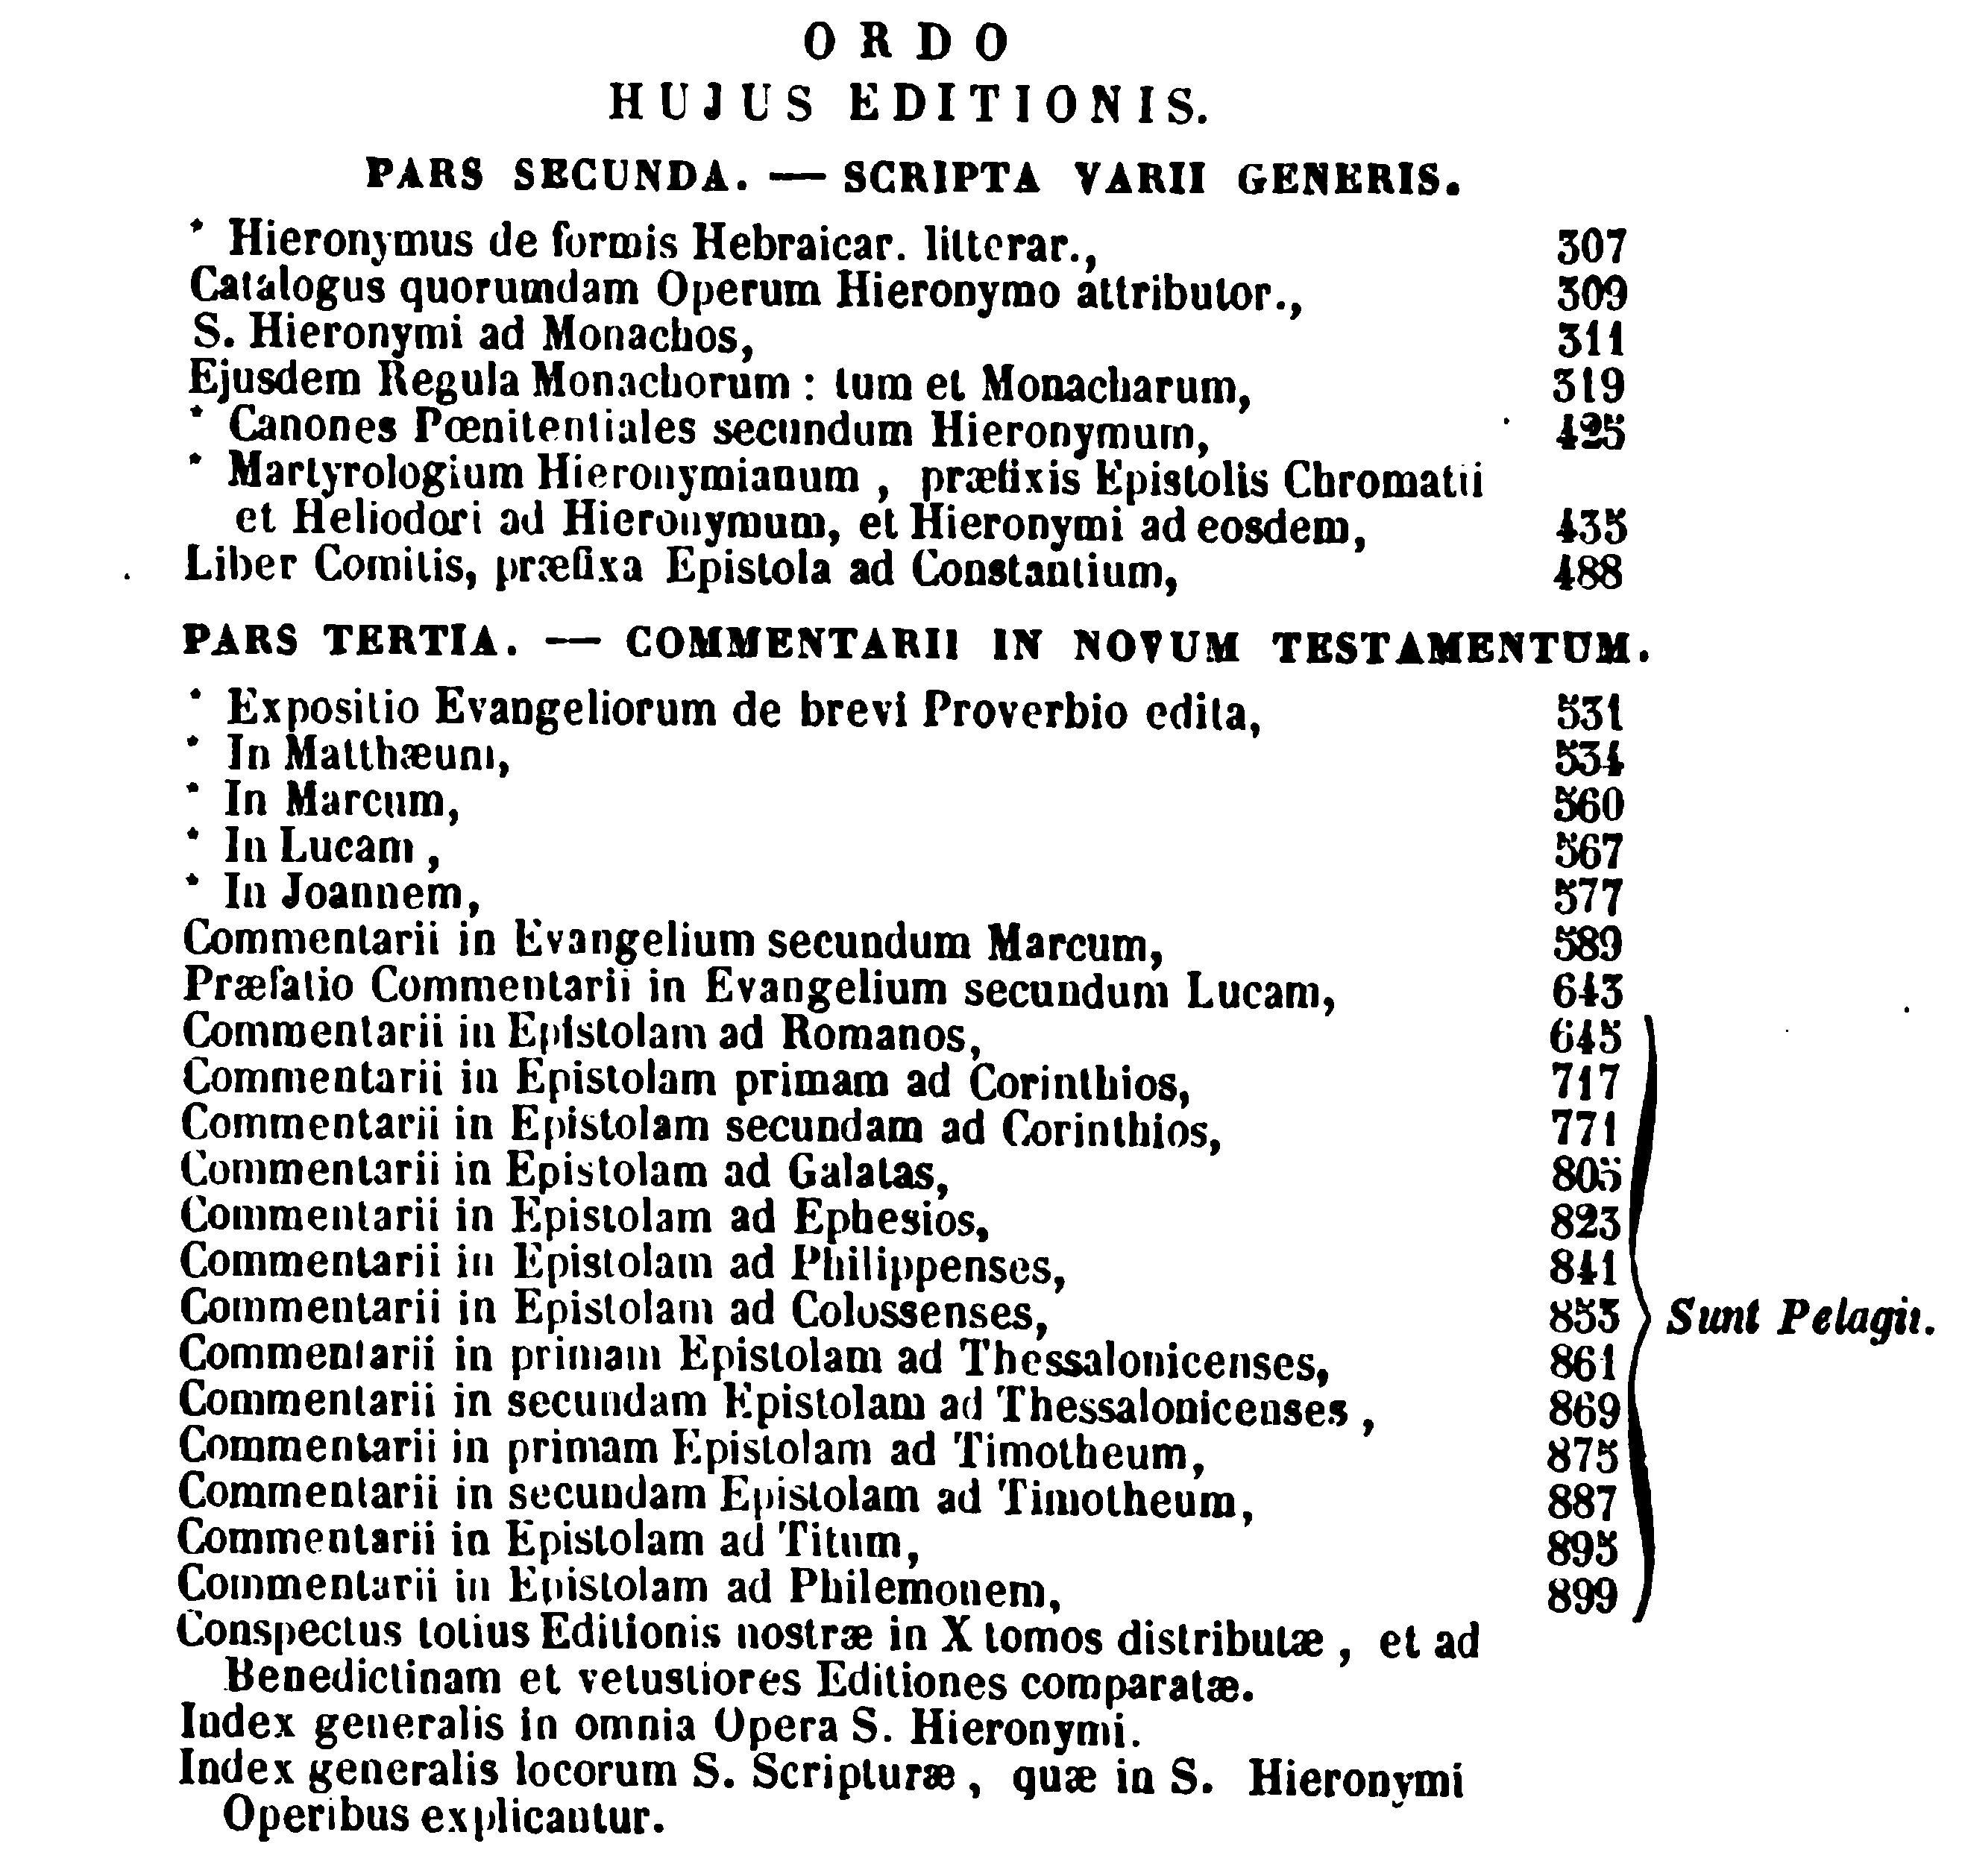 ORDO
HUJUS EDITIONIS.
PARS SECUNDA. — SCRIPTA VARII GENERIS.
* Hieronymus de formis Hebraicar. litterar., 307
Catalogus quorumdam Operum Hieronymo attributor., 309
S. Hieronymi ad Monachos, 311
Ejusdem Regula Monachorum : tum et Monacharum, 319
* Canones Pœnitentiales secundum Hieronymum, 425
* Martyrologium Hieronymianum , præfixis Epistolis Chromatii
et Heliodori ad Hieronymum, et Hieronymi ad eosdem, 435
Liber Comitis, præfixa Epistola ad Constantium, 488
PARS TERTIA. — COMMENTARII IN NOVUM TESTAMENTUM.
* Expositio Evangeliorum de brevi Proverbio edita, 531
* In Matthæum, 534
* In Marcum, 560
* In Lucam , 567
* In Joannem, 577
Commentarii in Evangelium secundum Marcum, 589
Præfatio Commentarii in Evangelium secundum Lucam, 643
Commentarii in Epistolam ad Romanos, 645
Commentarii in Epistolam primam ad Corinthios, 717
Commentarii in Epistolam secundam ad Corinthios, 771
Commentarii in Epistolam ad Galatas, 805
Commentarii in Epistolam ad Ephesios, 823
Commentarii in Epistolam ad Philippenses, 841
Commentarii in Epistolam ad Colossenses, 853 Sunt Pelagii.
Commentarii in primam Epistolam ad Thessalonicenses, 861
Commentarii in secundam Epistolam ad Thessalonicenses , 869
Commentarii in primam Epistolam ad Timotheum, 875
Commentarii in secundam Epistolam ad Timotheum, 887
Commentarii in Epistolam ad Titum, 895
Commentarii in Epistolam ad Philemonem, 899
Conspectus totius Editionis nostræ in X tomos distributæ , et ad
Benedictinam et vetustiores Editiones comparatæ.
Index generalis in omnia Opera S. Hieronymi.
Index generalis locorum S. Scripturæ , quæ in S. Hieronymi
Operibus explicantur.